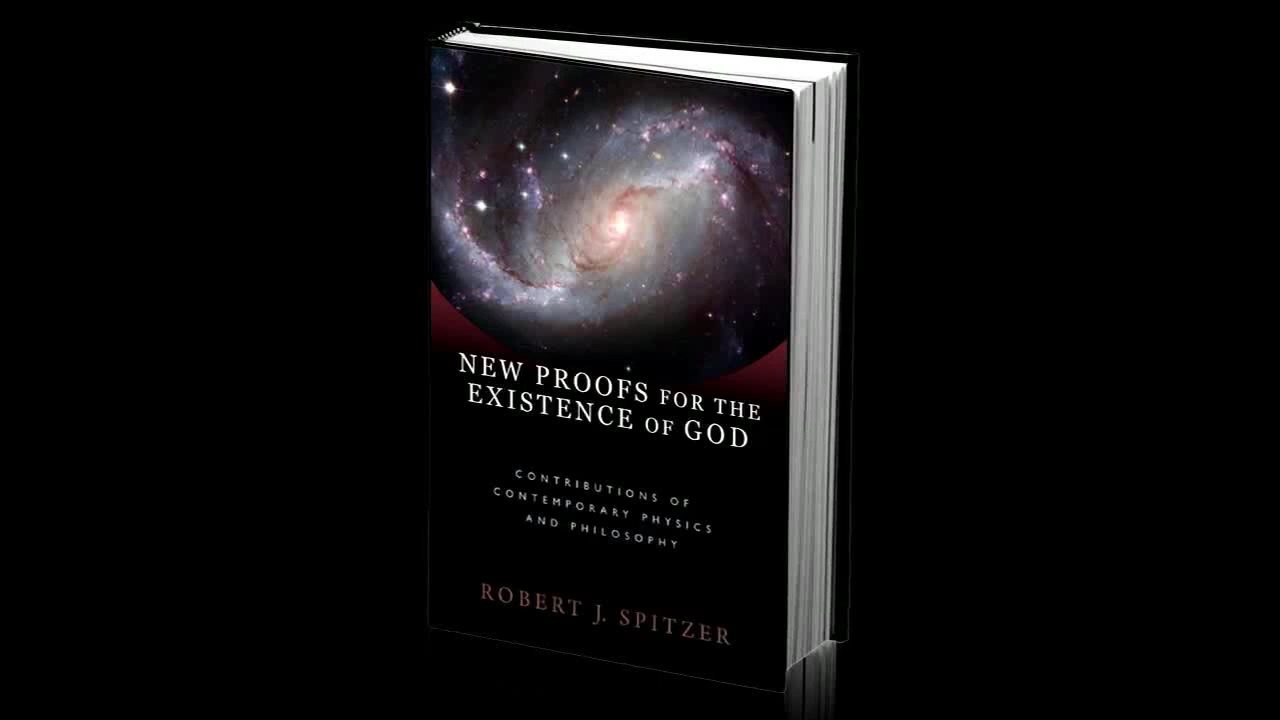 NEW PROOFS FOR THE
EXISTENCE OF GOD
CONTRIBUTIONS OF
CONTEMPORARY PHYSICS
AND PHILOSOPHY
ROBERT J. SPITZER